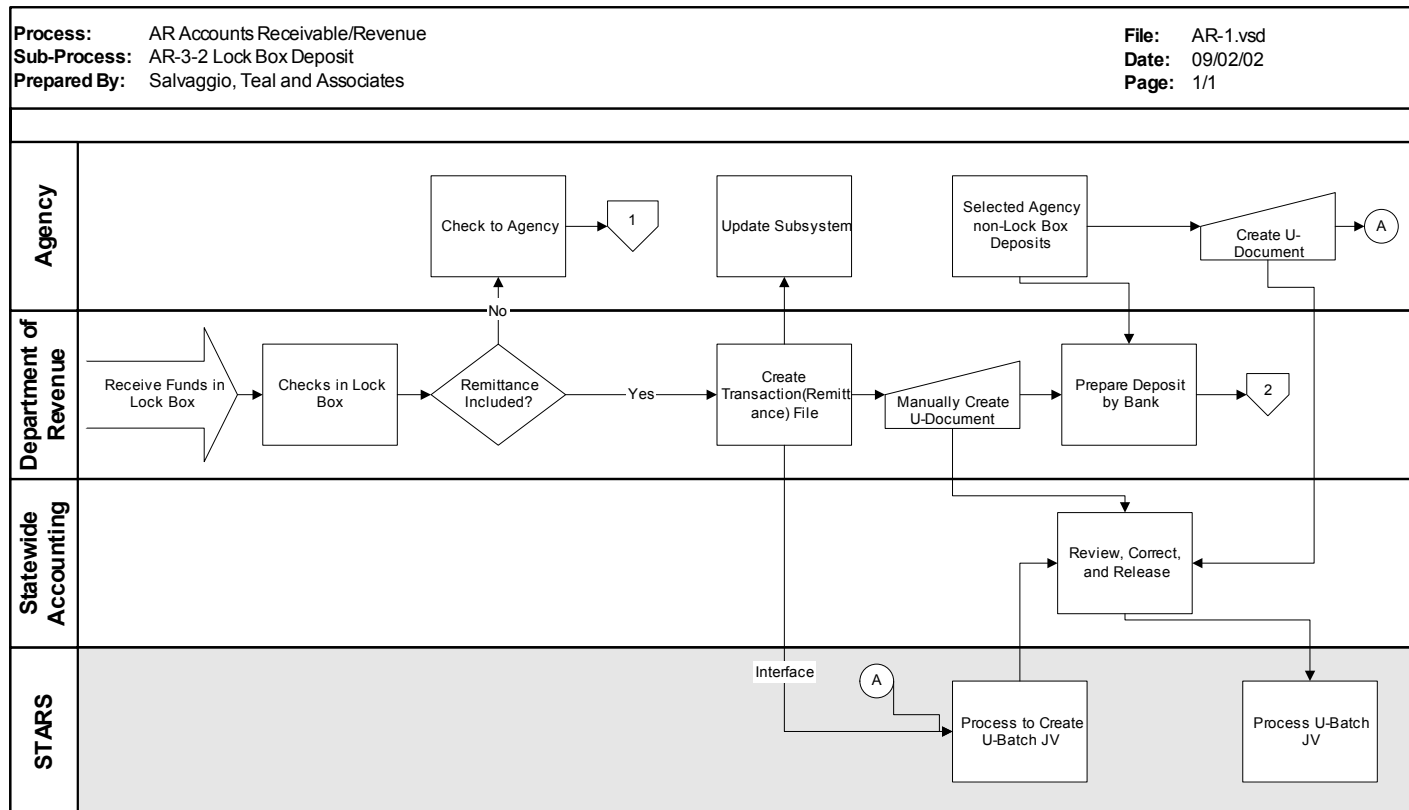 Process: AR Accounts Receivable/Revenue
Sub-Process: AR-3-2 Lock Box Deposit
Prepared By: Salvaggio, Teal and Associates
File: AR-1.vsd
Date: 09/02/02
Page: 1/1
Agency
Check to Agency
1
Update Subsystem
Selected Agency
non-Lock Box
Deposits
Create U-
Document
A
No
Department of
Revenue
Receive Funds in
Lock Box
Checks in Lock
Box
Remittance
Included?
Yes
Create
Transaction(Remitt
ance) File
Manually Create
U-Document
Prepare Deposit
by Bank
2
Statewide
Accounting
Review, Correct,
and Release
STARS
Interface
A
Process to Create
U-Batch JV
Process U-Batch
JV